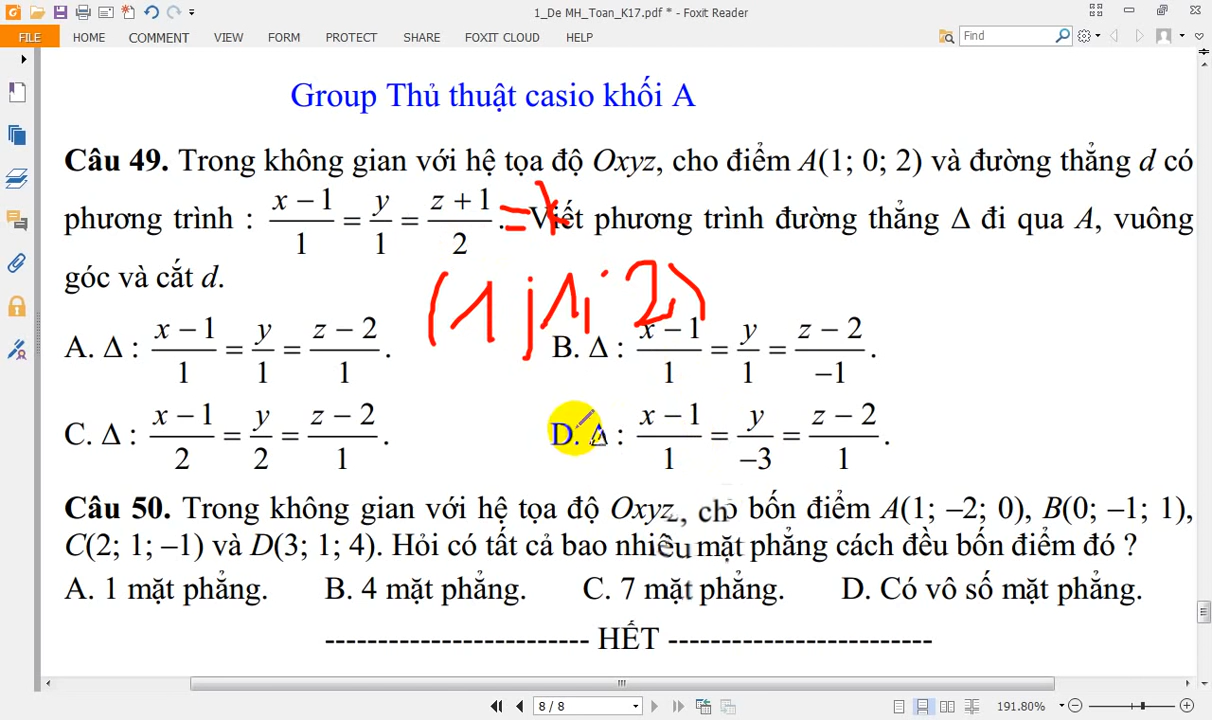 1_De MH_Toan_K17.pdf * - Foxit Reader
FILE HOME COMMENT VIEW FORM PROTECT SHARE FOXIT CLOUD HELP Find
Group Thủ thuật casio khối A
Câu 49. Trong không gian với hệ tọa độ Oxyz, cho điểm A(1; 0; 2) và đường thẳng d có
phương trình : (x − 1)/1 = y/1 = (z + 1)/2. Viết phương trình đường thẳng Δ đi qua A, vuông
góc và cắt d.
(1; 1; 2)
A. Δ : (x − 1)/1 = y/1 = (z − 2)/1. B. Δ : (x − 1)/1 = y/1 = (z − 2)/−1.
C. Δ : (x − 1)/2 = y/2 = (z − 2)/1. D. Δ : (x − 1)/1 = y/−3 = (z − 2)/1.
Câu 50. Trong không gian với hệ tọa độ Oxyz, cho bốn điểm A(1; −2; 0), B(0; −1; 1),
C(2; 1; −1) và D(3; 1; 4). Hỏi có tất cả bao nhiêu mặt phẳng cách đều bốn điểm đó ?
A. 1 mặt phẳng. B. 4 mặt phẳng. C. 7 mặt phẳng. D. Có vô số mặt phẳng.
------------------------- HẾT -------------------------
8 / 8 191.80%